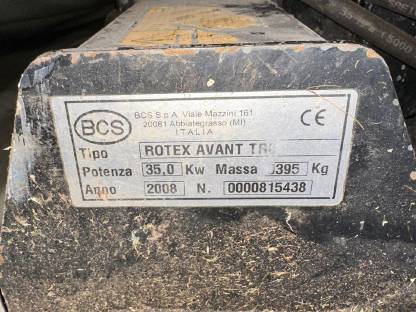 BCS
BCS S.p.A. Viale Mazzini 161
20081 Abbiategrasso (MI)
ITALIA
CE
Tipo ROTEX AVANT
Potenza 35,0 Kw Massa 395 Kg
Anno 2008 N. 0000815438